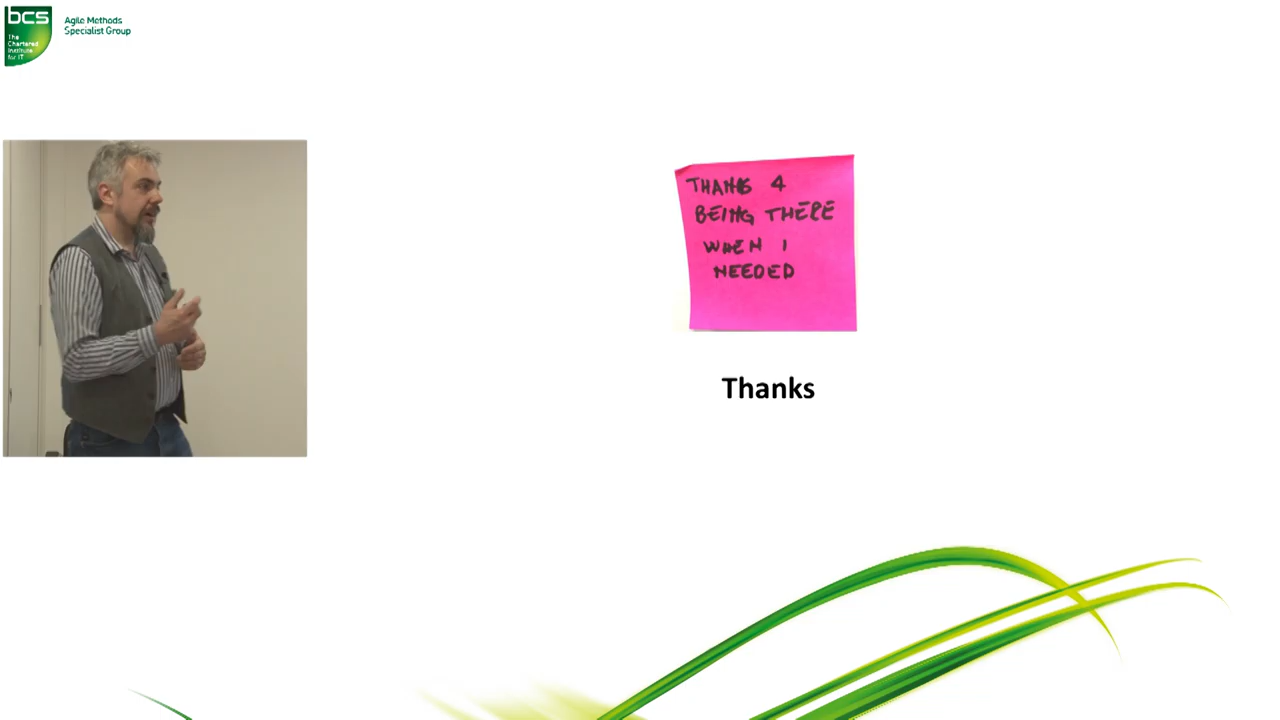 bcs
The
Chartered
Institute
for IT
Agile Methods
Specialist Group
THANKS 4
BEING THERE
WHEN I
NEEDED
Thanks